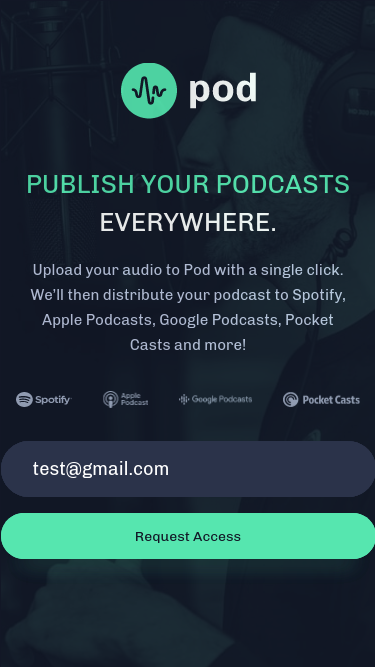 pod
PUBLISH YOUR PODCASTS
EVERYWHERE.
Upload your audio to Pod with a single click.
We’ll then distribute your podcast to Spotify,
Apple Podcasts, Google Podcasts, Pocket
Casts and more!
Spotify
Apple
Podcast
Google Podcasts
Pocket Casts
test@gmail.com
Request Access